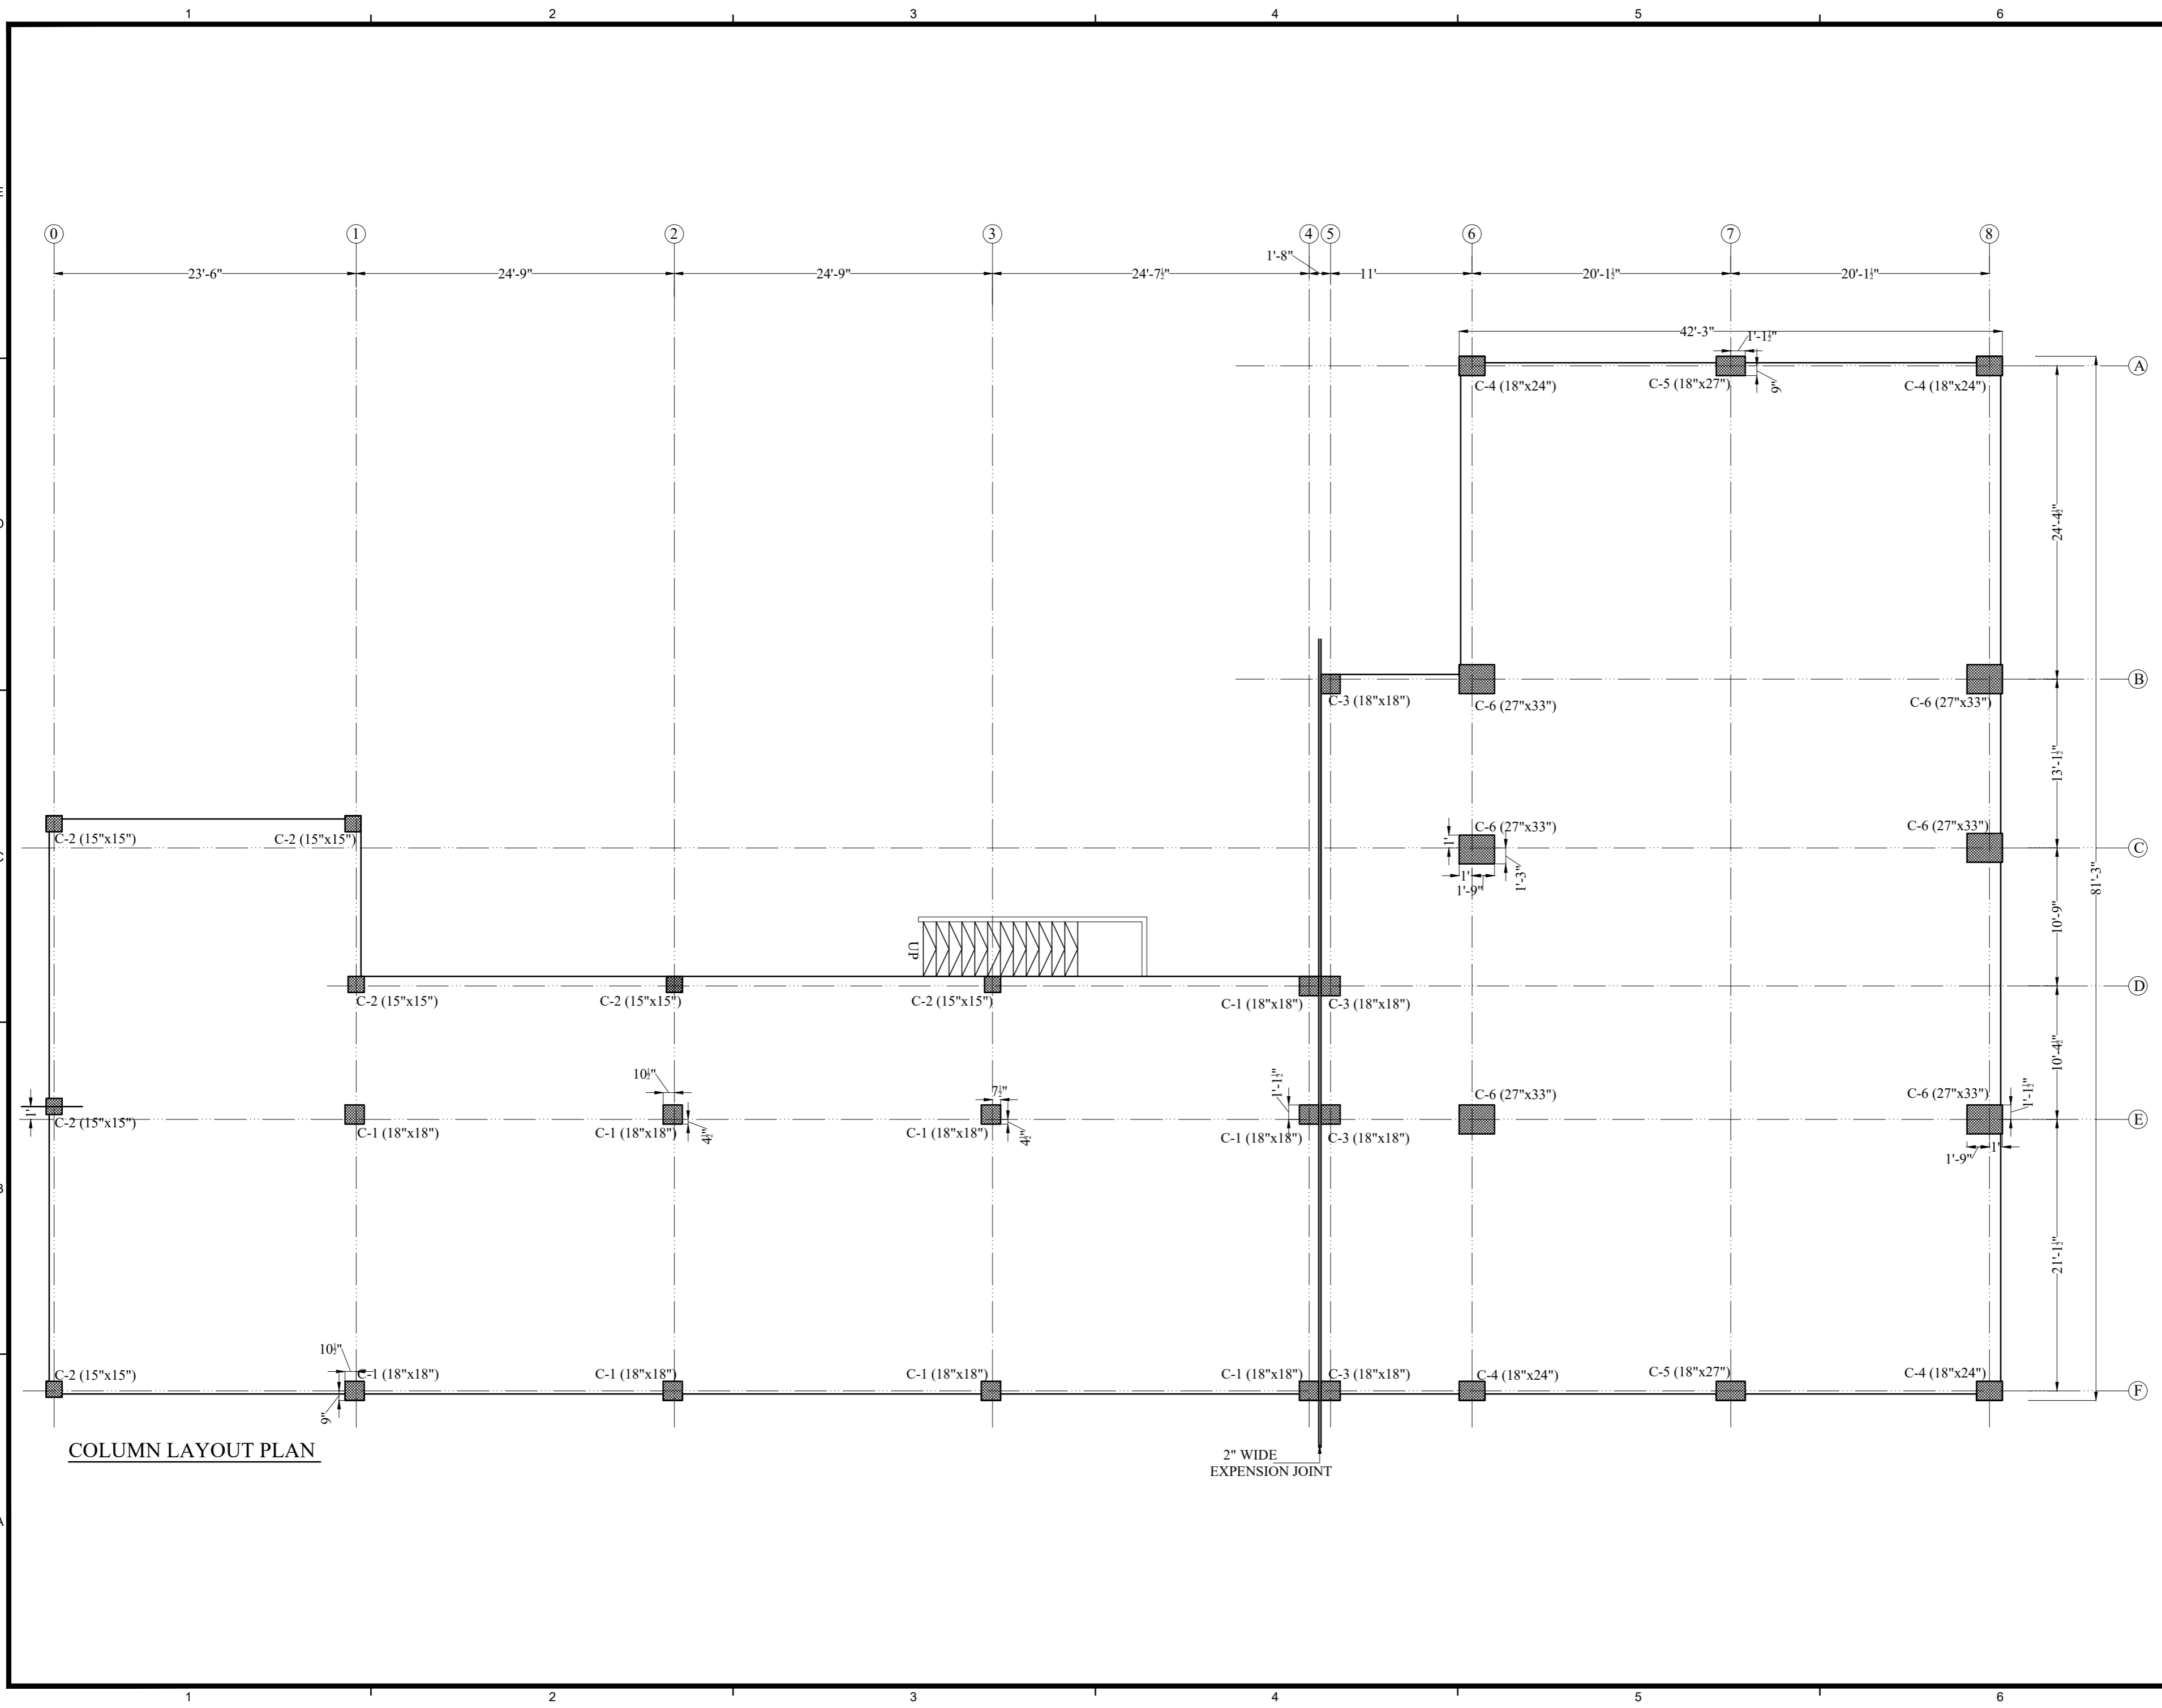 1 2 3 4 5 6
E
0 1 2 3 4 5 6 7 8
1'-8"
23'-6" 24'-9" 24'-9" 24'-7½" 11' 20'-1½" 20'-1½"
42'-3" 1'-1½"
A
C-4 (18"x24") C-5 (18"x27") 9" C-4 (18"x24")
24'-4½"
D
B
C-3 (18"x18") C-6 (27"x33") C-6 (27"x33")
13'-1½"
C-6 (27"x33") C-6 (27"x33")
C-2 (15"x15") C-2 (15"x15") 1'
C
C
1' 1'-3" 81'-3"
1'-9"
10'-9"
UP
D
C-2 (15"x15") C-2 (15"x15") C-2 (15"x15") C-1 (18"x18") C-3 (18"x18")
10'-4½"
10½" 7½" 1'-1½" C-6 (27"x33") C-6 (27"x33") 1'-1½"
1'
C-2 (15"x15") E
C-1 (18"x18") C-1 (18"x18") 4½" C-1 (18"x18") 4½" C-1 (18"x18") C-3 (18"x18")
1'-9" 1'
B
21'-1½"
10½"
C-2 (15"x15") C-1 (18"x18") C-1 (18"x18") C-1 (18"x18") C-1 (18"x18") C-3 (18"x18") C-4 (18"x24") C-5 (18"x27") C-4 (18"x24")
F
9"
COLUMN LAYOUT PLAN
2" WIDE
EXPENSION JOINT
A
1 2 3 4 5 6